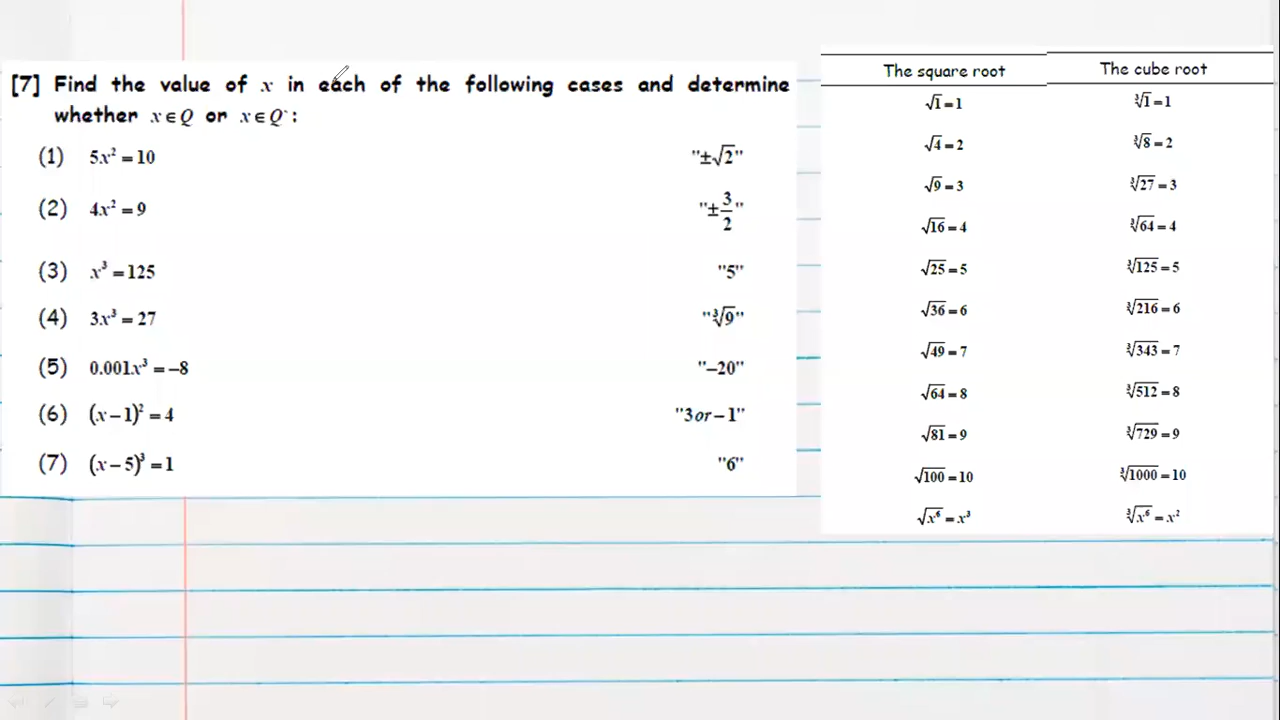 [7] Find the value of x in each of the following cases and determine
whether x∈Q or x∈Q`:
(1) 5x² = 10 "±√2"
(2) 4x² = 9 "±3/2"
(3) x³ = 125 "5"
(4) 3x³ = 27 "∛9"
(5) 0.001x³ = −8 "−20"
(6) (x−1)² = 4 "3or−1"
(7) (x−5)³ = 1 "6"
The square root The cube root
√1 = 1 ∛1 = 1
√4 = 2 ∛8 = 2
√9 = 3 ∛27 = 3
√16 = 4 ∛64 = 4
√25 = 5 ∛125 = 5
√36 = 6 ∛216 = 6
√49 = 7 ∛343 = 7
√64 = 8 ∛512 = 8
√81 = 9 ∛729 = 9
√100 = 10 ∛1000 = 10
√x⁶ = x³ ∛x⁶ = x²